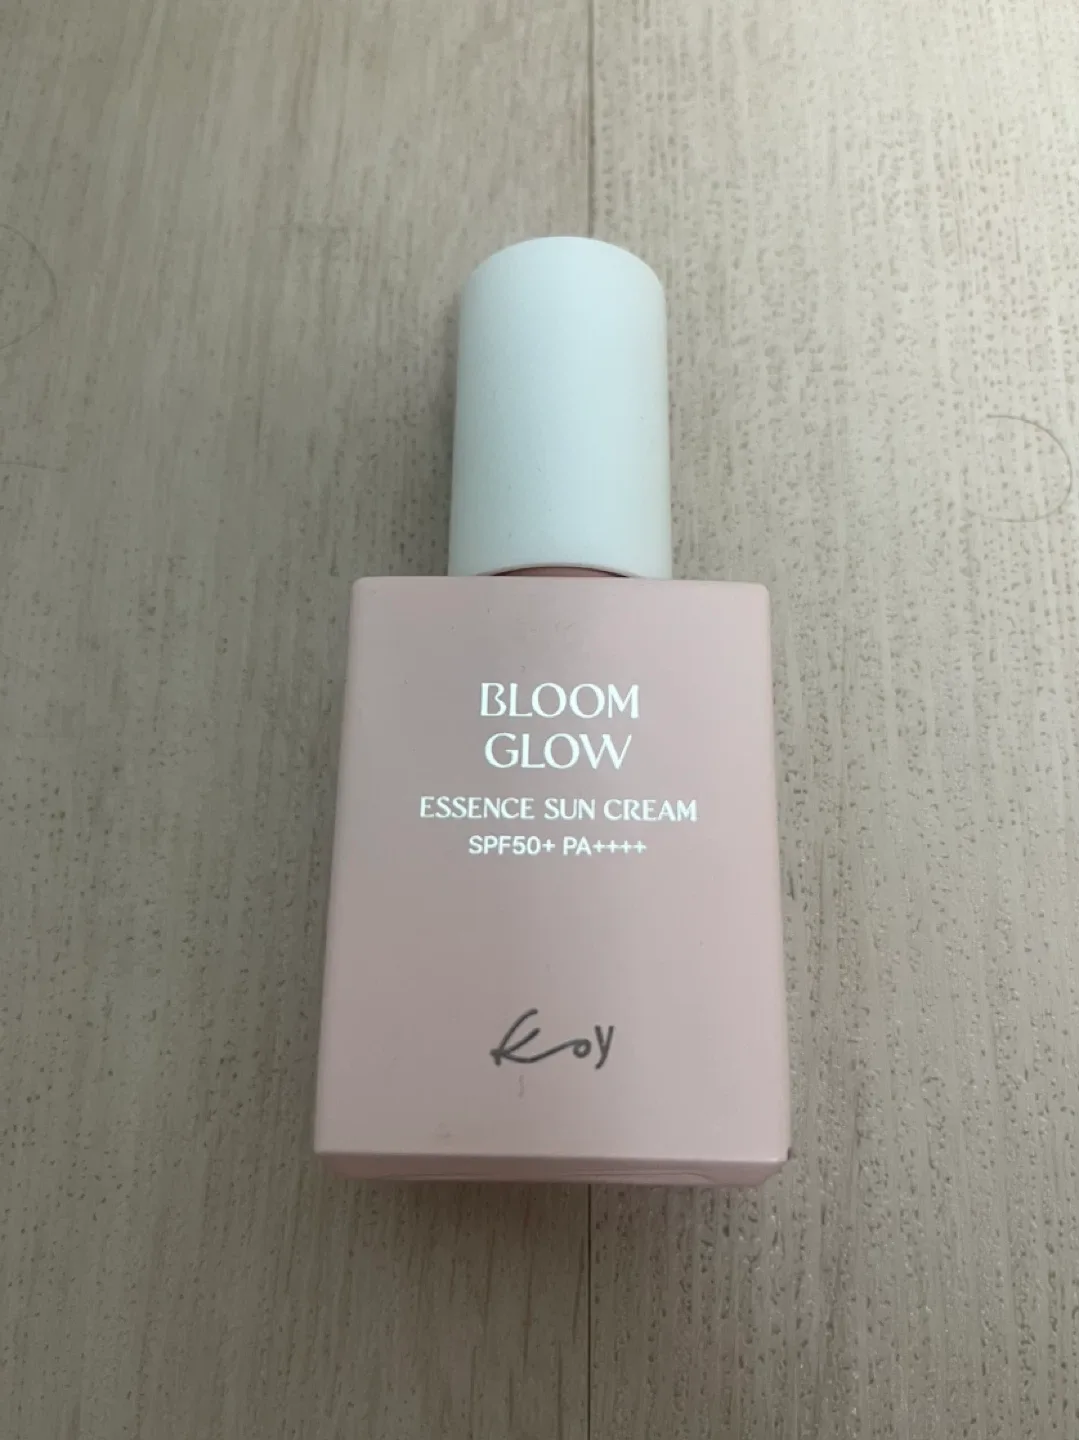 BLOOM
GLOW
ESSENCE SUN CREAM
SPF50+ PA++++
Koy